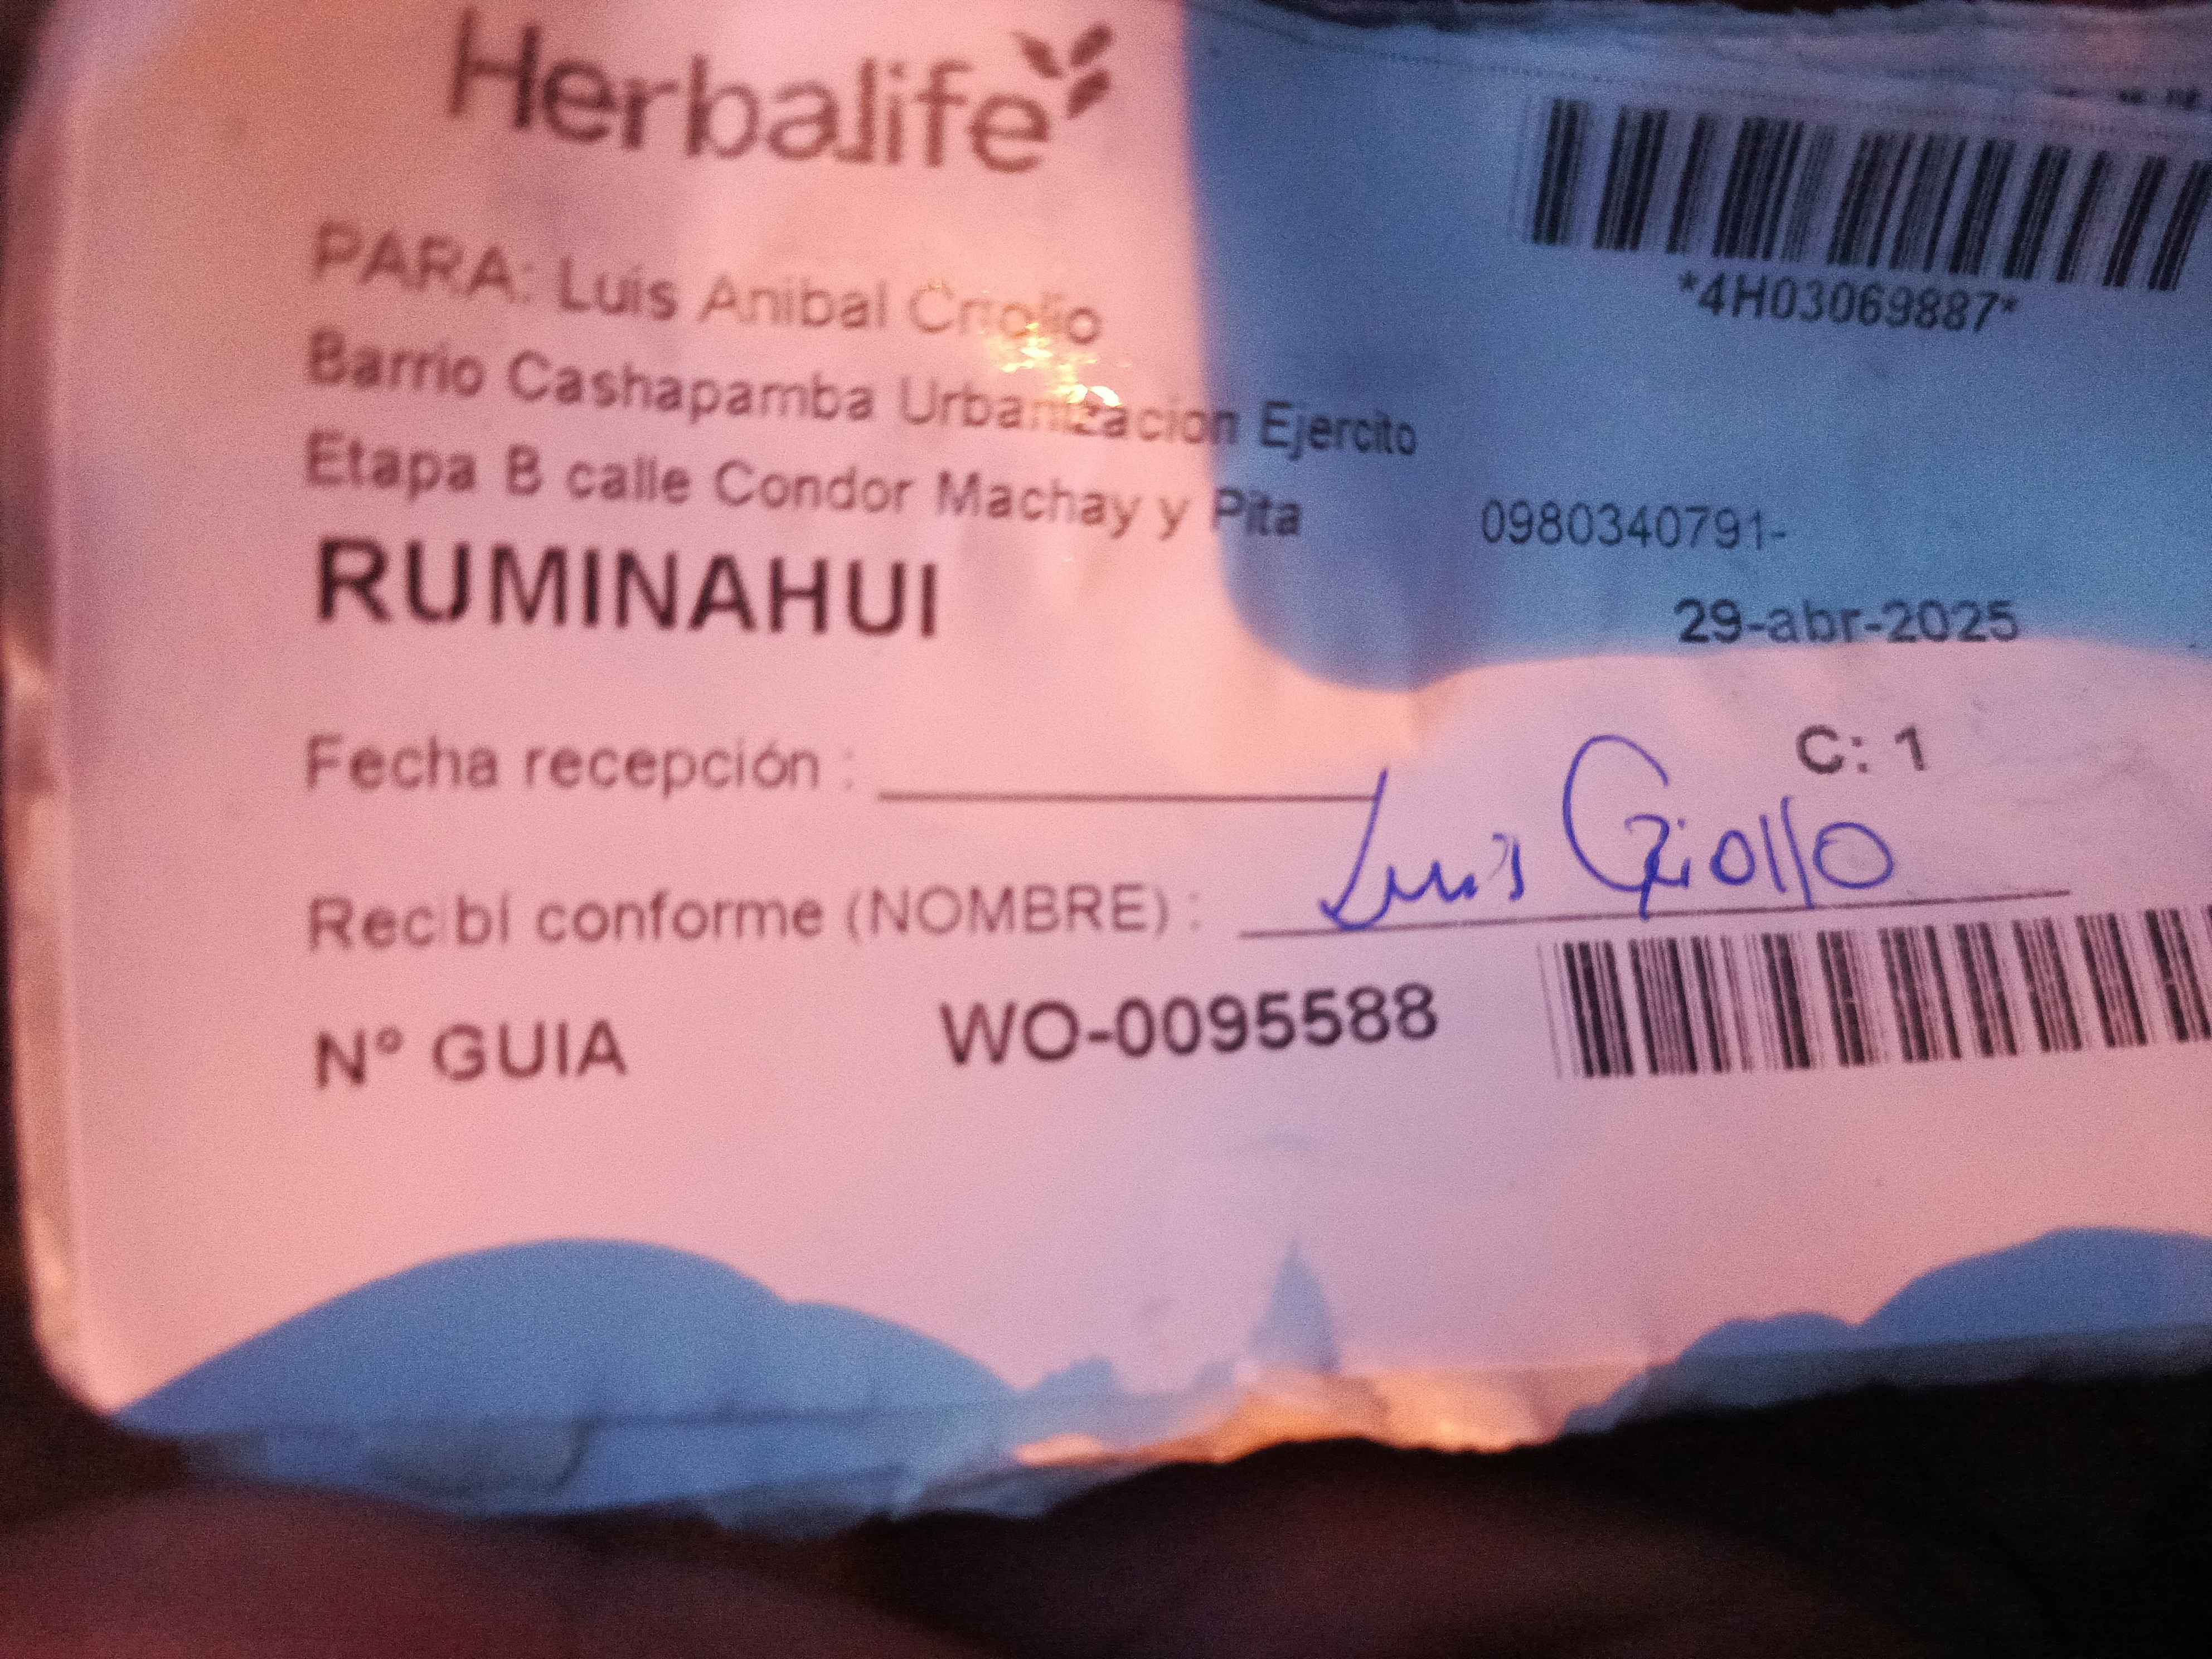 Herbalife
*4H03069887*
PARA: Luis Anibal Criollo
Barrio Cashapamba Urbanizacion Ejercito
Etapa B calle Condor Machay y Pita 0980340791-
RUMINAHUI 29-abr-2025
C: 1
Fecha recepción :
Recibí conforme (NOMBRE) : Luis Criollo
Nº GUIA WO-0095588